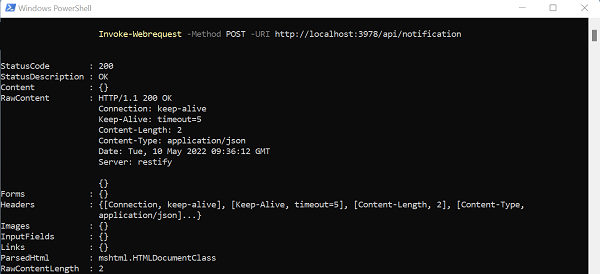 Windows PowerShell
Invoke-Webrequest -Method POST -URI http://localhost:3978/api/notification
StatusCode : 200
StatusDescription : OK
Content : {}
RawContent : HTTP/1.1 200 OK
Connection: keep-alive
Keep-Alive: timeout=5
Content-Length: 2
Content-Type: application/json
Date: Tue, 10 May 2022 09:36:12 GMT
Server: restify
{}
Forms : {}
Headers : {[Connection, keep-alive], [Keep-Alive, timeout=5], [Content-Length, 2], [Content-Type,
application/json]...}
Images : {}
InputFields : {}
Links : {}
ParsedHtml : mshtml.HTMLDocumentClass
RawContentLength : 2